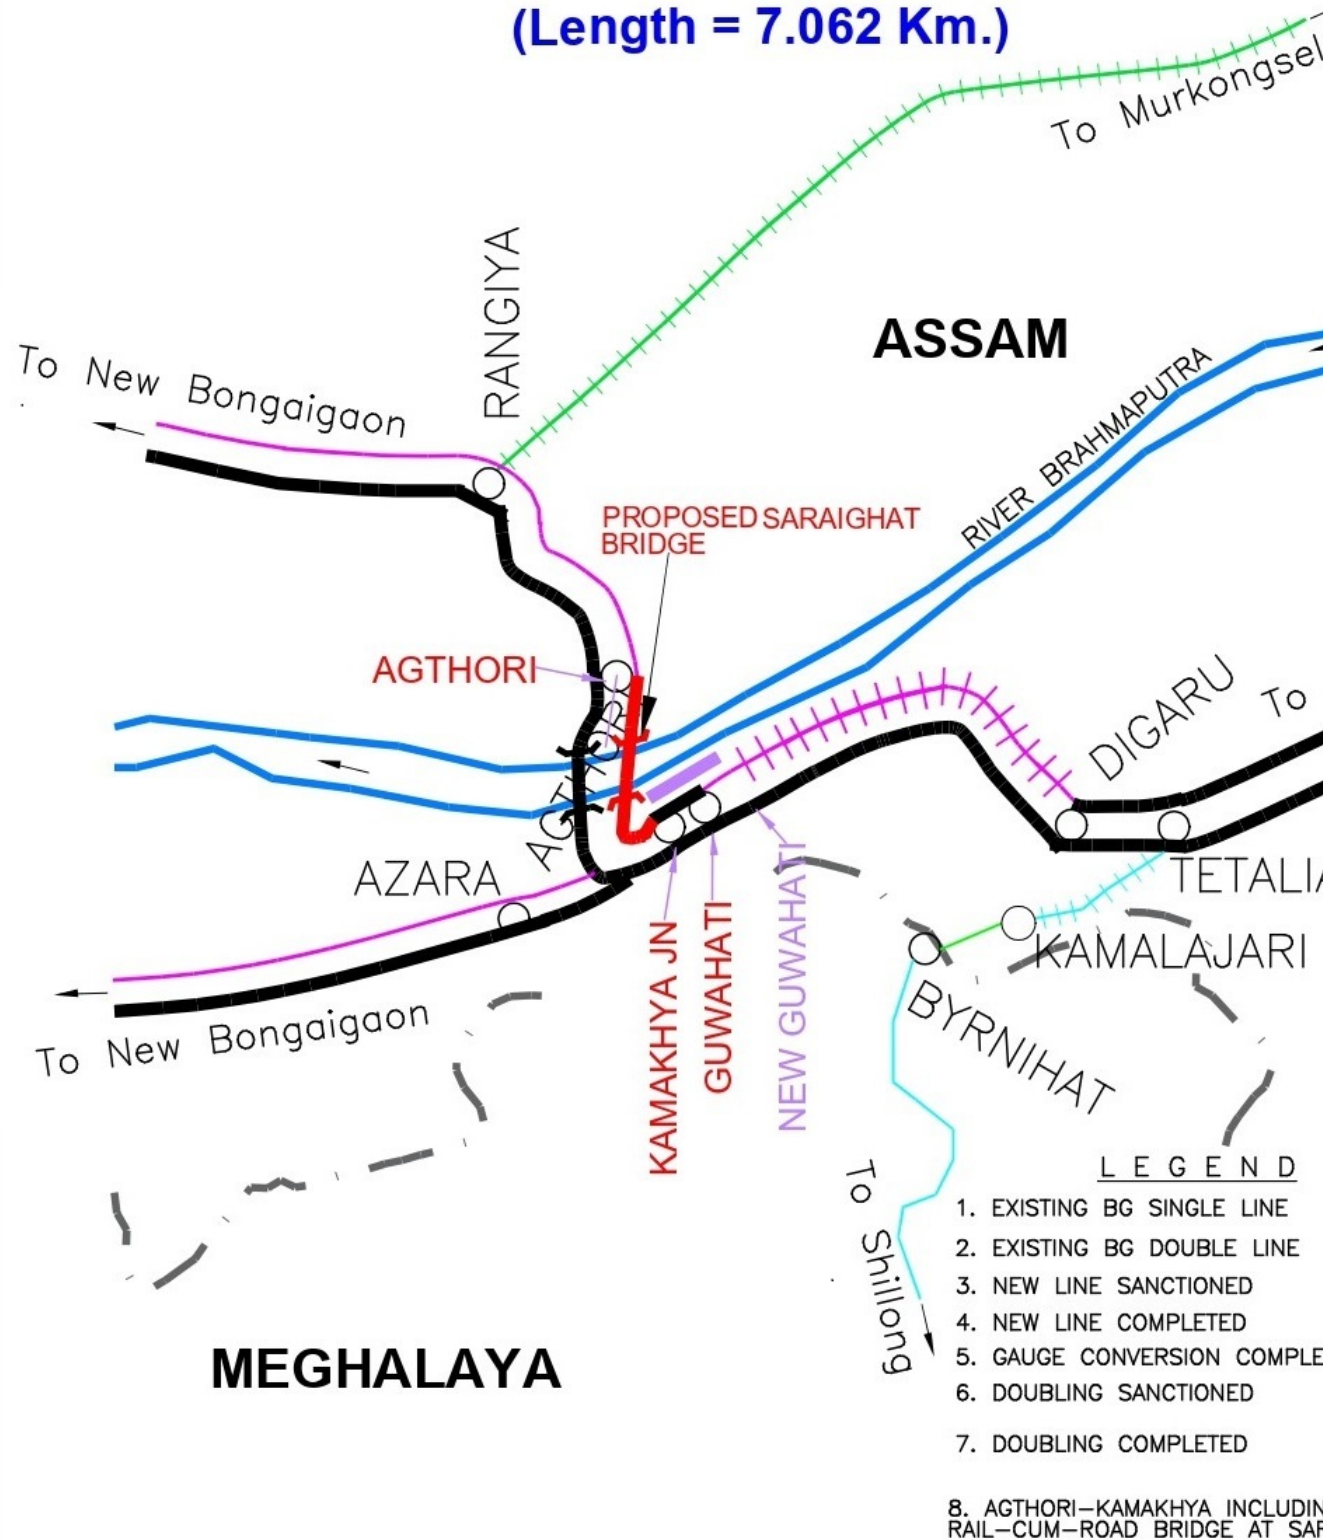 (Length = 7.062 Km.)
To Murkongsel
RANGIYA
ASSAM
To New Bongaigaon
RIVER BRAHMAPUTRA
PROPOSED SARAIGHAT
BRIDGE
AGTHORI
AGTHORI
DIGARU
To
AZARA
TETALIA
KAMALAJARI
To New Bongaigaon
KAMAKHYA JN
GUWAHATI
NEW GUWAHATI
BYRNIHAT
To Shillong
MEGHALAYA
LEGEND
1. EXISTING BG SINGLE LINE
2. EXISTING BG DOUBLE LINE
3. NEW LINE SANCTIONED
4. NEW LINE COMPLETED
5. GAUGE CONVERSION COMPLE
6. DOUBLING SANCTIONED
7. DOUBLING COMPLETED
8. AGTHORI-KAMAKHYA INCLUDIN
RAIL-CUM-ROAD BRIDGE AT SAR